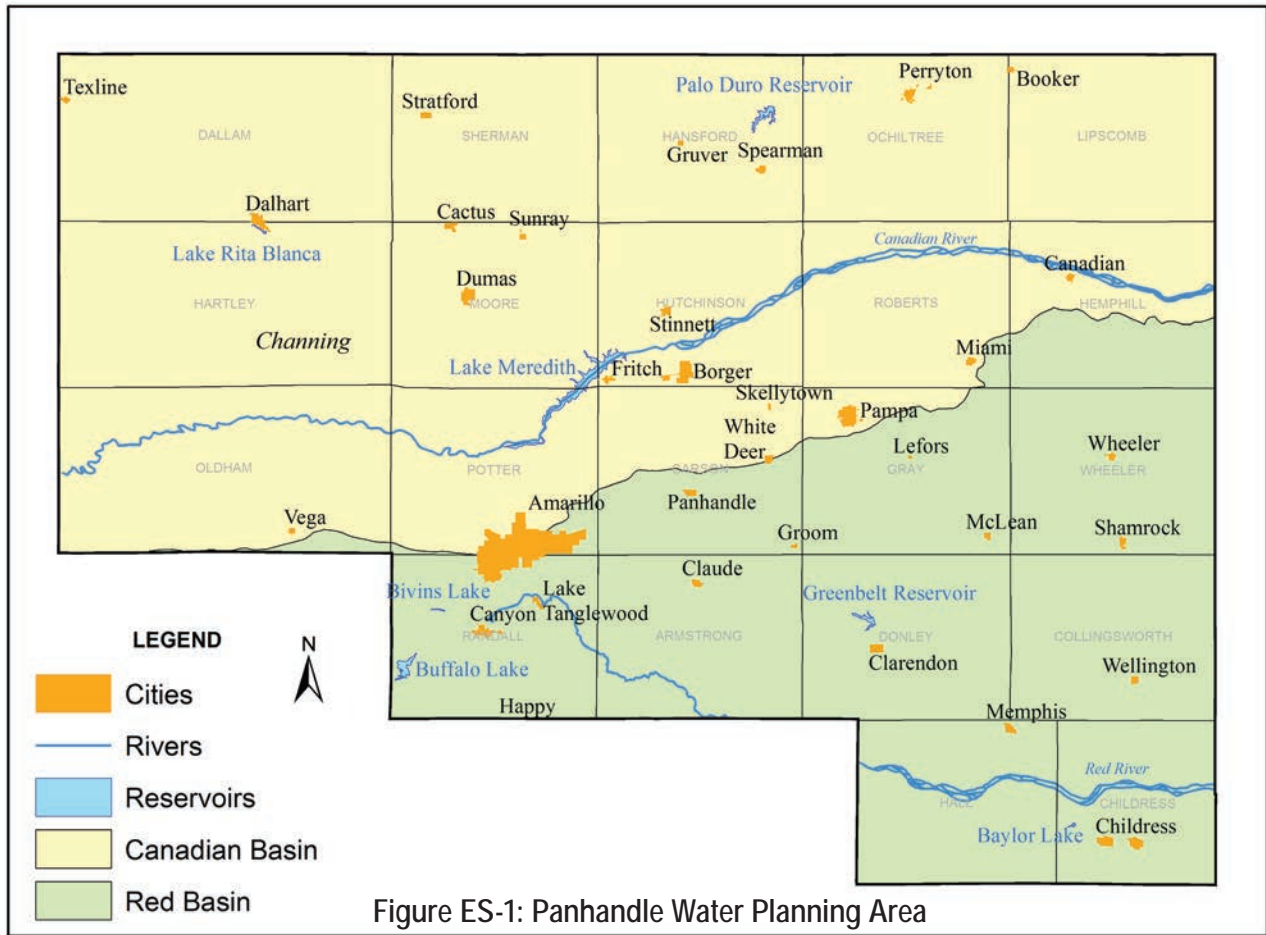 Texline
Stratford
Palo Duro Reservoir
Perryton
Booker
DALLAM
SHERMAN
HANSFORD
OCHILTREE
LIPSCOMB
Gruver
Spearman
Dalhart
Cactus
Sunray
Lake Rita Blanca
Canadian River
Canadian
Dumas
HARTLEY
MOORE
HUTCHINSON
ROBERTS
HEMPHILL
Stinnett
Channing
Miami
Lake Meredith
Fritch
Borger
Skellytown
Pampa
White
Deer
Lefors
Wheeler
OLDHAM
POTTER
CARSON
GRAY
WHEELER
Amarillo
Panhandle
Vega
Groom
McLean
Shamrock
Claude
Bivins Lake
Lake
Tanglewood
Canyon
Greenbelt Reservoir
RANDALL
ARMSTRONG
DONLEY
COLLINGSWORTH
Clarendon
Wellington
Buffalo Lake
Happy
Memphis
Red River
HALL
CHILDRESS
Baylor Lake
Childress
LEGEND
N
Cities
Rivers
Reservoirs
Canadian Basin
Red Basin
Figure ES-1: Panhandle Water Planning Area